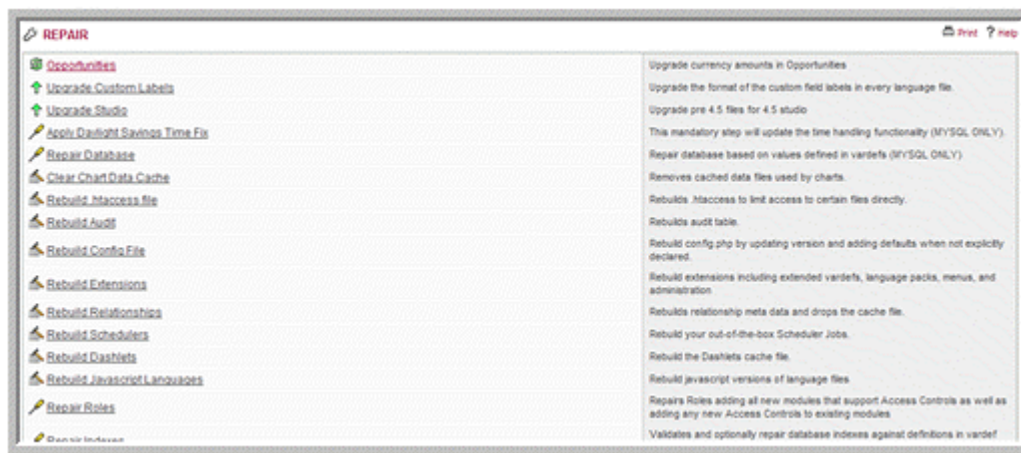 REPAIR Print ? Help
Opportunities Upgrade currency amounts in Opportunities
Upgrade Custom Labels Upgrade the format of the custom field labels in every language file.
Upgrade Studio Upgrade pre 4.5 files for 4.5 studio
Apply Daylight Savings Time Fix This mandatory step will update the time handling functionality (MYSQL ONLY).
Repair Database Repair database based on values defined in vardefs (MYSQL ONLY)
Clear Chart Data Cache Removes cached data files used by charts.
Rebuild .htaccess file Rebuilds .htaccess to limit access to certain files directly.
Rebuild Audit Rebuilds audit table.
Rebuild Config File Rebuild config.php by updating version and adding defaults when not explicitly
declared.
Rebuild Extensions Rebuild extensions including extended vardefs, language packs, menus, and
administration
Rebuild Relationships Rebuilds relationship meta data and drops the cache file.
Rebuild Schedulers Rebuild your out-of-the-box Scheduler Jobs.
Rebuild Dashlets Rebuild the Dashlets cache file.
Rebuild Javascript Languages Rebuild javascript versions of language files
Repair Roles Repairs Roles adding all new modules that support Access Controls as well as
adding any new Access Controls to existing modules
Repair Indexes Validates and optionally repair database indexes against definitions in vardef